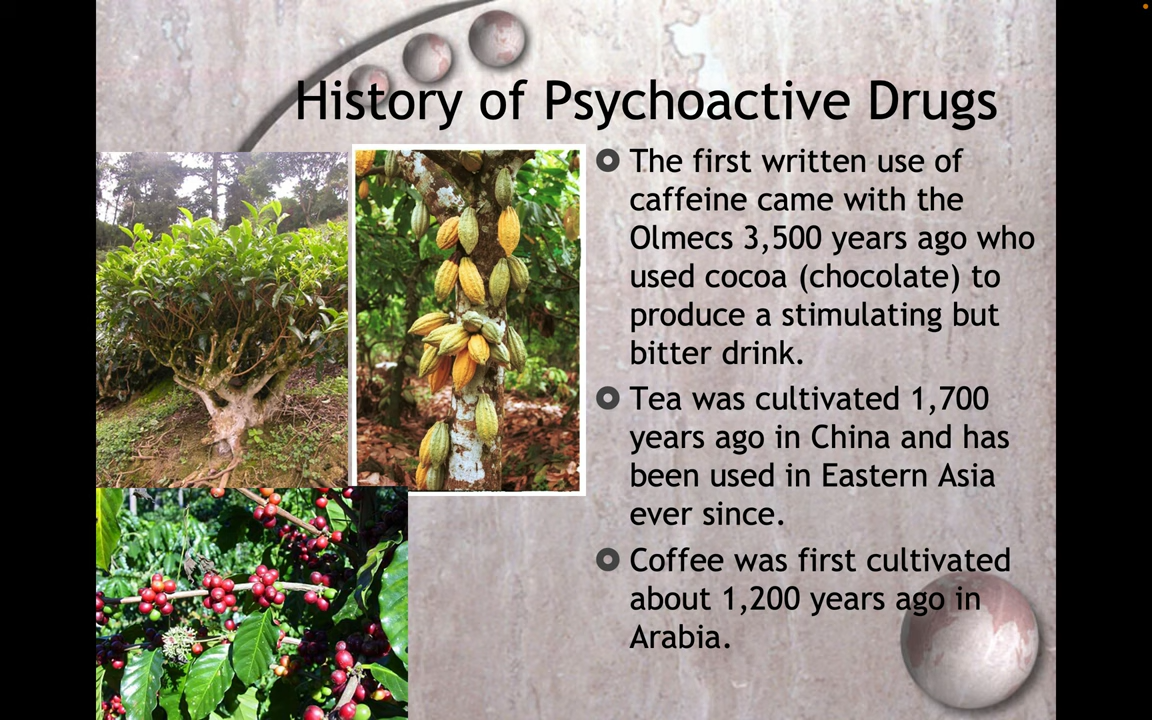 History of Psychoactive Drugs
The first written use of
caffeine came with the
Olmecs 3,500 years ago who
used cocoa (chocolate) to
produce a stimulating but
bitter drink.
Tea was cultivated 1,700
years ago in China and has
been used in Eastern Asia
ever since.
Coffee was first cultivated
about 1,200 years ago in
Arabia.